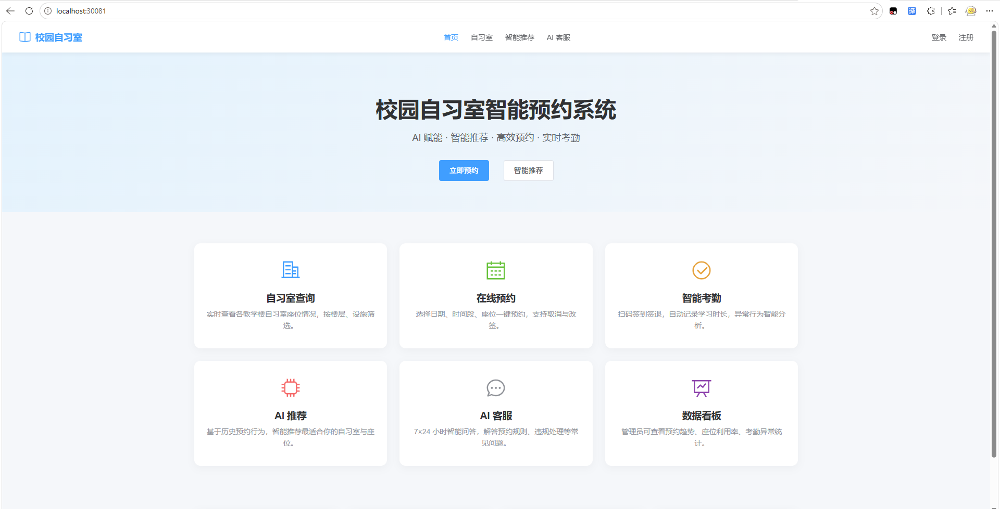 localhost:30081
译
校园自习室
首页 自习室 智能推荐 AI 客服
登录 注册
校园自习室智能预约系统
AI 赋能 · 智能推荐 · 高效预约 · 实时考勤
立即预约 智能推荐
自习室查询
实时查看各教学楼自习室座位情况，按楼层、设施筛
选。
在线预约
选择日期、时间段、座位一键预约，支持取消与改
签。
智能考勤
扫码签到签退，自动记录学习时长，异常行为智能分
析。
AI 推荐
基于历史预约行为，智能推荐最适合你的自习室与座
位。
AI 客服
7×24 小时智能问答，解答预约规则、违规处理等常
见问题。
数据看板
管理员可查看预约趋势、座位利用率、考勤异常统
计。